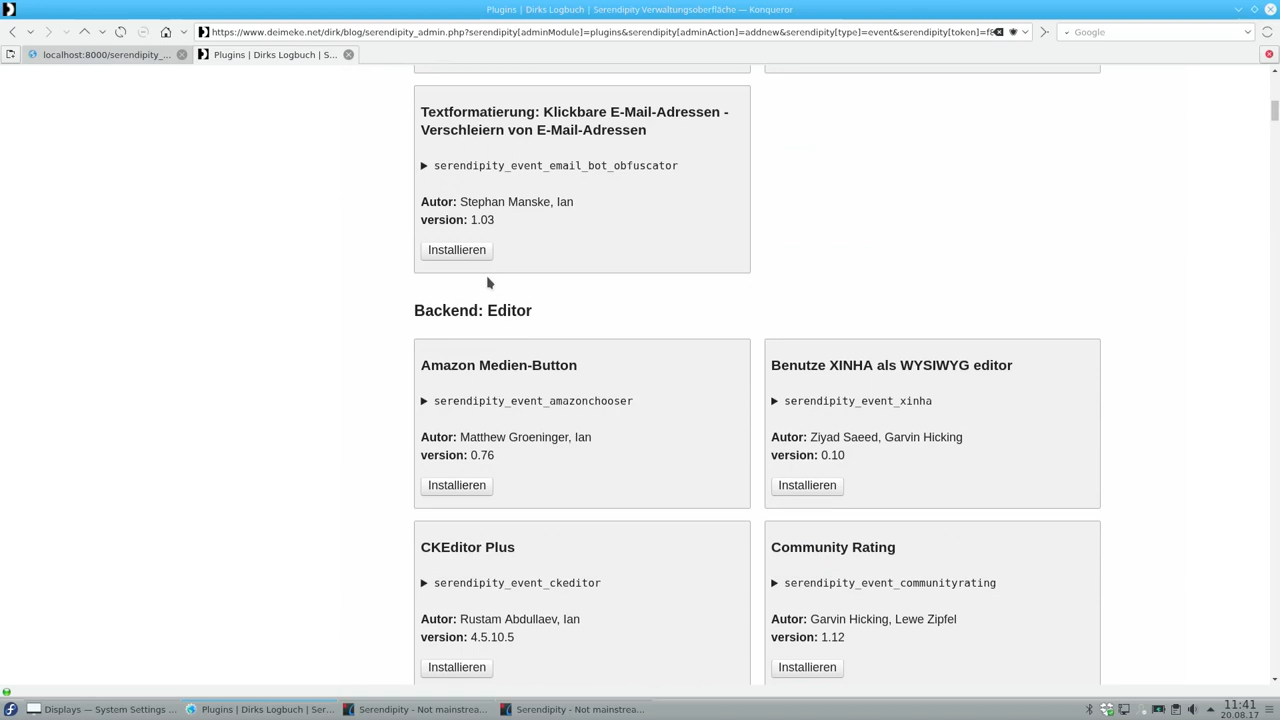 Plugins | Dirks Logbuch | Serendipity Verwaltungsoberfläche — Konqueror
https://www.deimeke.net/dirk/blog/serendipity_admin.php?serendipity[adminModule]=plugins&serendipity[adminAction]=addnew&serendipity[type]=event&serendipity[token]=f8
Google
localhost:8000/serendipity_...
Plugins | Dirks Logbuch | S...
Textformatierung: Klickbare E-Mail-Adressen -
Verschleiern von E-Mail-Adressen
serendipity_event_email_bot_obfuscator
Autor: Stephan Manske, Ian
version: 1.03
Installieren
Backend: Editor
Amazon Medien-Button
serendipity_event_amazonchooser
Autor: Matthew Groeninger, Ian
version: 0.76
Installieren
Benutze XINHA als WYSIWYG editor
serendipity_event_xinha
Autor: Ziyad Saeed, Garvin Hicking
version: 0.10
Installieren
CKEditor Plus
serendipity_event_ckeditor
Autor: Rustam Abdullaev, Ian
version: 4.5.10.5
Installieren
Community Rating
serendipity_event_communityrating
Autor: Garvin Hicking, Lewe Zipfel
version: 1.12
Installieren
Displays — System Settings ...
Plugins | Dirks Logbuch | Ser...
Serendipity - Not mainstrea...
Serendipity - Not mainstrea...
11:41
20.08.17